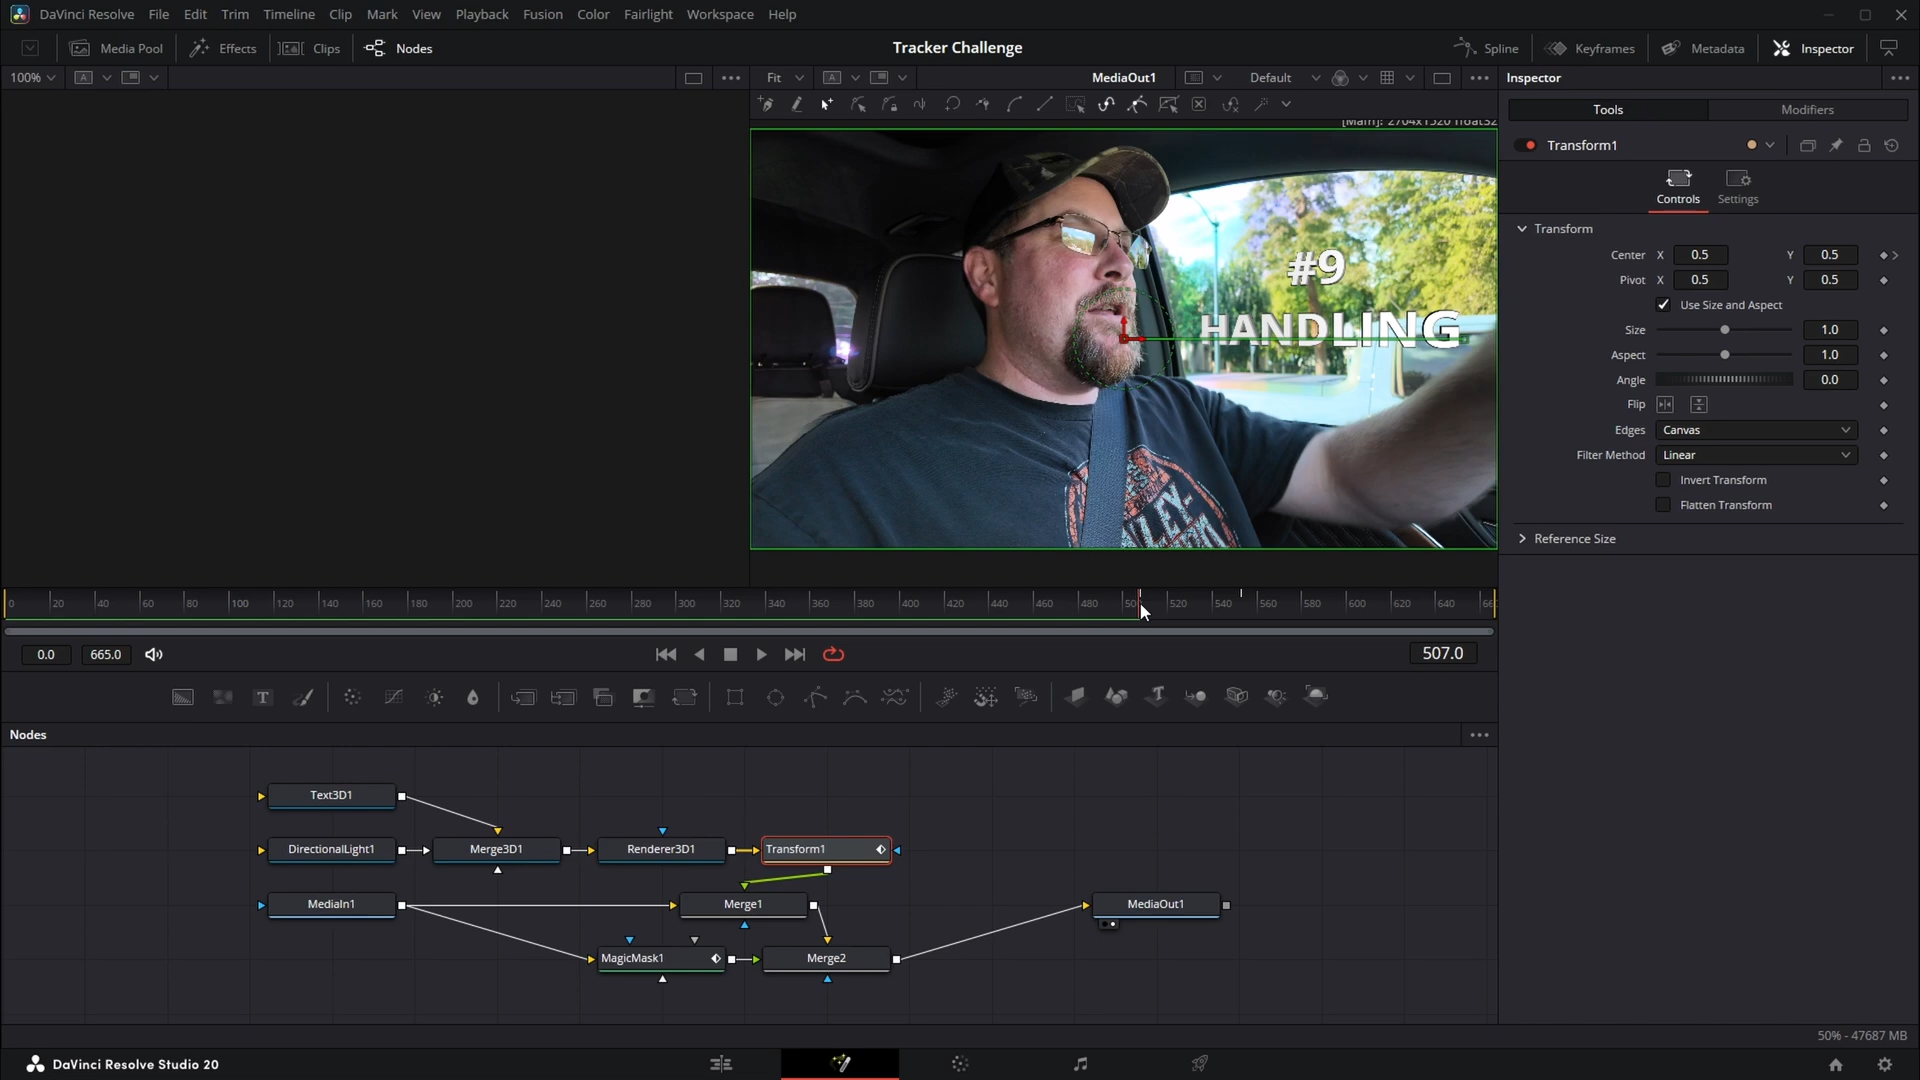 DaVinci Resolve File Edit Trim Timeline Clip Mark View Playback Fusion Color Fairlight Workspace Help
Media Pool Effects Clips Nodes Tracker Challenge Spline Keyframes Metadata Inspector
100% A Fit A MediaOut1 Default Inspector
Tools Modifiers
[Main]: 2704x1520 float32
Transform1
Controls Settings
Transform
Center X 0.5 Y 0.5
Pivot X 0.5 Y 0.5
Use Size and Aspect
Size 1.0
Aspect 1.0
Angle 0.0
Flip
Edges Canvas
Filter Method Linear
Invert Transform
Flatten Transform
Reference Size
#9
HANDLING
0 20 40 60 80 100 120 140 160 180 200 220 240 260 280 300 320 340 360 380 400 420 440 460 480 50 520 540 560 580 600 620 640 66
0.0 665.0 507.0
T
Nodes
Text3D1
DirectionalLight1 Merge3D1 Renderer3D1 Transform1
MediaIn1 Merge1 MediaOut1
MagicMask1 Merge2
50% - 47687 MB
DaVinci Resolve Studio 20